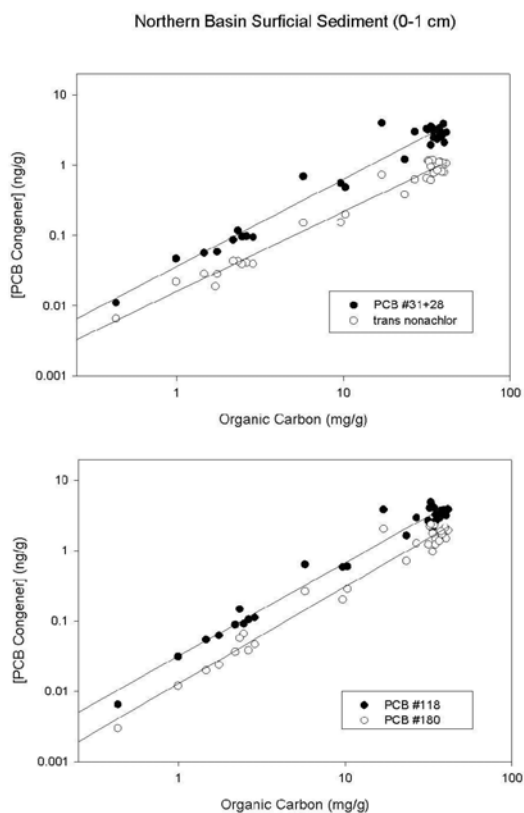 Northern Basin Surficial Sediment (0-1 cm)
10
1
0.1
0.01
0.001
[PCB Congener] (ng/g)
PCB #31+28
trans nonachlor
1
10
100
Organic Carbon (mg/g)
10
1
0.1
0.01
0.001
[PCB Congener] (ng/g)
PCB #118
PCB #180
1
10
100
Organic Carbon (mg/g)